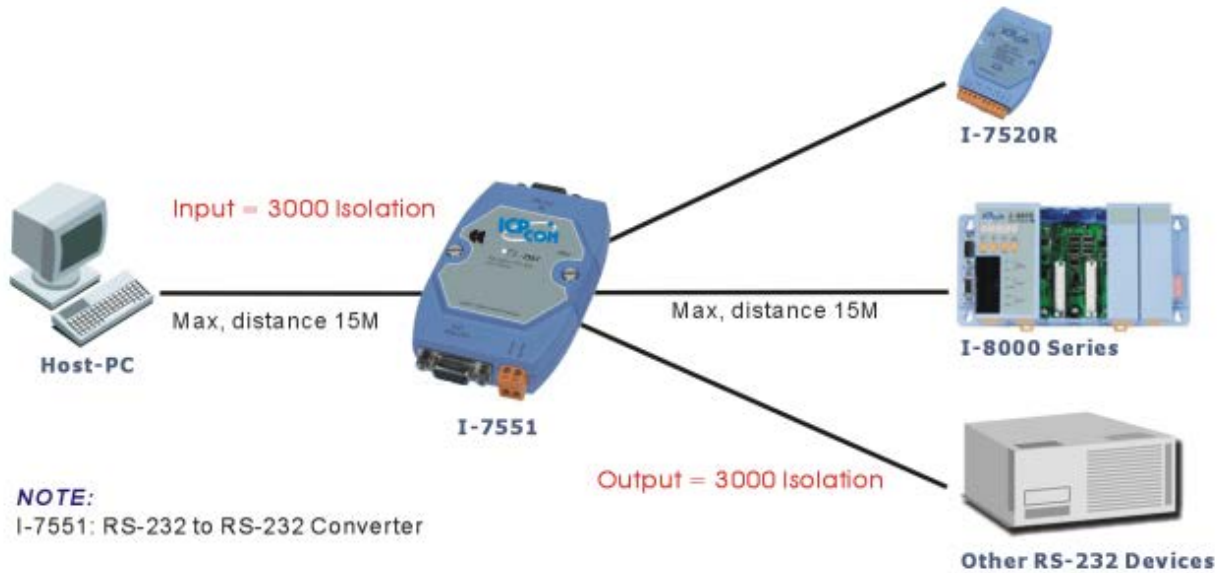 I-7520R
Input = 3000 Isolation
ICP
CON
Max, distance 15M
Max, distance 15M
Host-PC
I-8000 Series
I-7551
Output = 3000 Isolation
NOTE:
I-7551: RS-232 to RS-232 Converter
Other RS-232 Devices